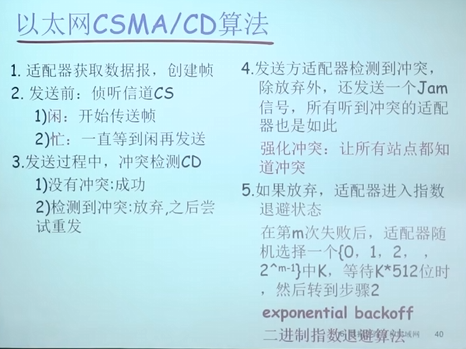 以太网CSMA/CD算法
1. 适配器获取数据报，创建帧
2. 发送前：侦听信道CS
1)闲：开始传送帧
2)忙：一直等到闲再发送
3.发送过程中，冲突检测CD
1)没有冲突:成功
2)检测到冲突:放弃,之后尝
试重发
4.发送方适配器检测到冲突，
除放弃外，还发送一个Jam
信号，所有听到冲突的适配
器也是如此
强化冲突：让所有站点都知
道冲突
5.如果放弃，适配器进入指数
退避状态
在第m次失败后，适配器随
机选择一个{0，1，2，，
2^m-1}中K，等待K*512位时
，然后转到步骤2
exponential backoff
二进制指数退避算法
40